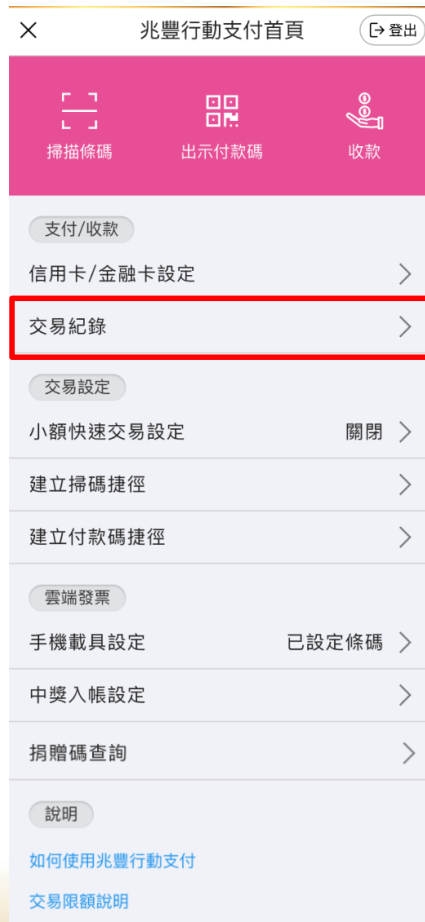 兆豐行動支付首頁 登出
掃描條碼 出示付款碼 收款
支付/收款
信用卡/金融卡設定
交易紀錄
交易設定
小額快速交易設定 關閉
建立掃碼捷徑
建立付款碼捷徑
雲端發票
手機載具設定 已設定條碼
中獎入帳設定
捐贈碼查詢
說明
如何使用兆豐行動支付
交易限額說明